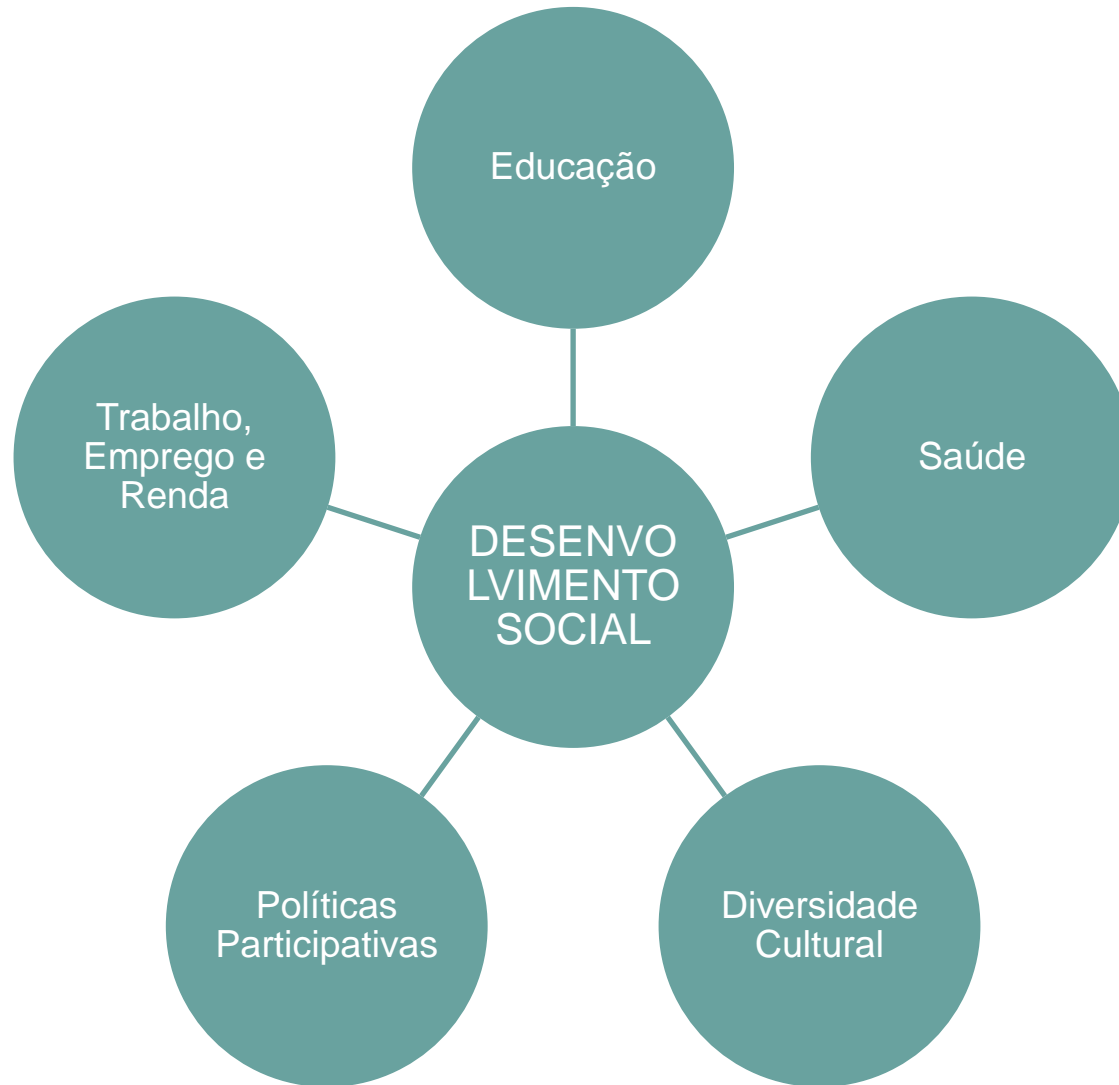 Educação
Trabalho,
Emprego e
Renda
Saúde
DESENVO
LVIMENTO
SOCIAL
Políticas
Participativas
Diversidade
Cultural